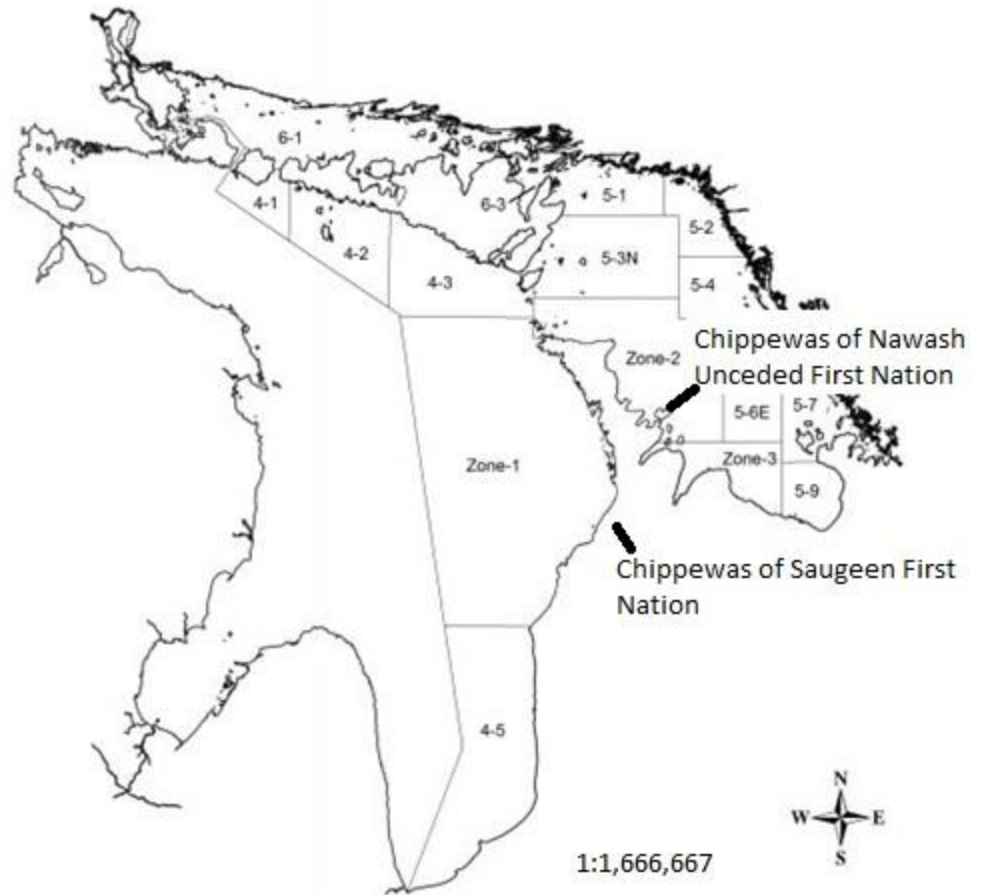 6-1
5-1
4-1
6-3
5-2
4-2
5-3N
4-3
5-4
Chippewas of Nawash
Unceded First Nation
Zone-2
5-6E
5-7
Zone-3
Zone-1
5-9
Chippewas of Saugeen First
Nation
4-5
N
W
E
S
1:1,666,667